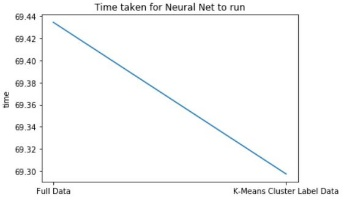 Time taken for Neural Net to run
69.44
69.42
69.40
69.38
69.36
69.34
69.32
69.30
time
Full Data
K-Means Cluster Label Data